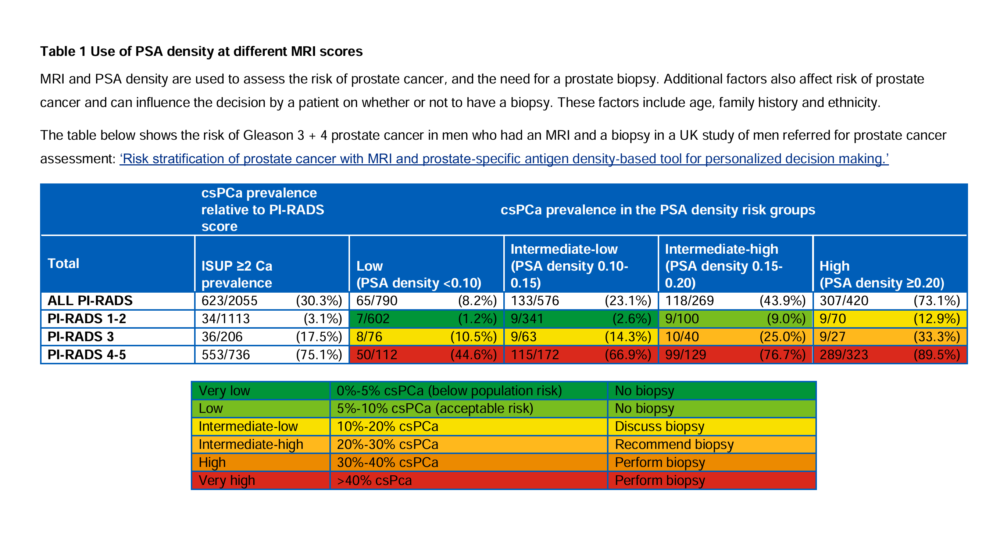 Table 1 Use of PSA density at different MRI scores
MRI and PSA density are used to assess the risk of prostate cancer, and the need for a prostate biopsy. Additional factors also affect risk of prostate
cancer and can influence the decision by a patient on whether or not to have a biopsy. These factors include age, family history and ethnicity.
The table below shows the risk of Gleason 3 + 4 prostate cancer in men who had an MRI and a biopsy in a UK study of men referred for prostate cancer
assessment: ‘Risk stratification of prostate cancer with MRI and prostate-specific antigen density-based tool for personalized decision making.’
csPCa prevalence
relative to PI-RADS
score
csPCa prevalence in the PSA density risk groups
Total
ISUP ≥2 Ca
prevalence
Low
(PSA density <0.10)
Intermediate-low
(PSA density 0.10-
0.15)
Intermediate-high
(PSA density 0.15-
0.20)
High
(PSA density ≥0.20)
ALL PI-RADS 623/2055 (30.3%) 65/790 (8.2%) 133/576 (23.1%) 118/269 (43.9%) 307/420 (73.1%)
PI-RADS 1-2 34/1113 (3.1%) 7/602 (1.2%) 9/341 (2.6%) 9/100 (9.0%) 9/70 (12.9%)
PI-RADS 3 36/206 (17.5%) 8/76 (10.5%) 9/63 (14.3%) 10/40 (25.0%) 9/27 (33.3%)
PI-RADS 4-5 553/736 (75.1%) 50/112 (44.6%) 115/172 (66.9%) 99/129 (76.7%) 289/323 (89.5%)
Very low 0%-5% csPCa (below population risk) No biopsy
Low 5%-10% csPCa (acceptable risk) No biopsy
Intermediate-low 10%-20% csPCa Discuss biopsy
Intermediate-high 20%-30% csPCa Recommend biopsy
High 30%-40% csPCa Perform biopsy
Very high >40% csPca Perform biopsy